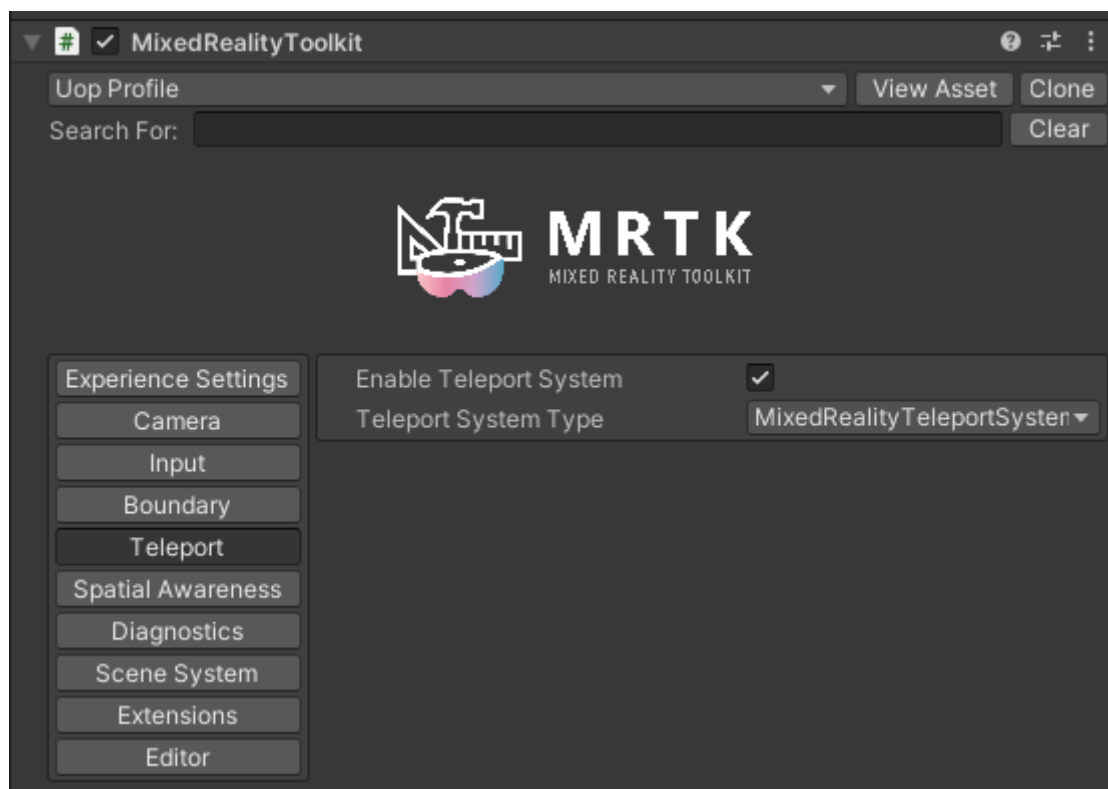 # MixedRealityToolkit
Uop Profile View Asset Clone
Search For: Clear
MRTK
MIXED REALITY TOOLKIT
Experience Settings
Camera
Input
Boundary
Teleport
Spatial Awareness
Diagnostics
Scene System
Extensions
Editor
Enable Teleport System
Teleport System Type MixedRealityTeleportSystem